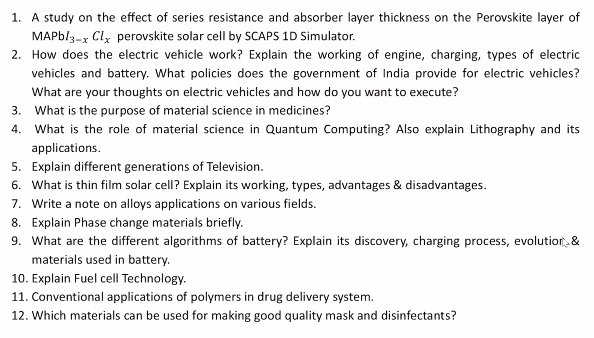 1. A study on the effect of series resistance and absorber layer thickness on the Perovskite layer of
MAPbI₃₋ₓ Clₓ perovskite solar cell by SCAPS 1D Simulator.
2. How does the electric vehicle work? Explain the working of engine, charging, types of electric
vehicles and battery. What policies does the government of India provide for electric vehicles?
What are your thoughts on electric vehicles and how do you want to execute?
3. What is the purpose of material science in medicines?
4. What is the role of material science in Quantum Computing? Also explain Lithography and its
applications.
5. Explain different generations of Television.
6. What is thin film solar cell? Explain its working, types, advantages & disadvantages.
7. Write a note on alloys applications on various fields.
8. Explain Phase change materials briefly.
9. What are the different algorithms of battery? Explain its discovery, charging process, evolution &
materials used in battery.
10. Explain Fuel cell Technology.
11. Conventional applications of polymers in drug delivery system.
12. Which materials can be used for making good quality mask and disinfectants?